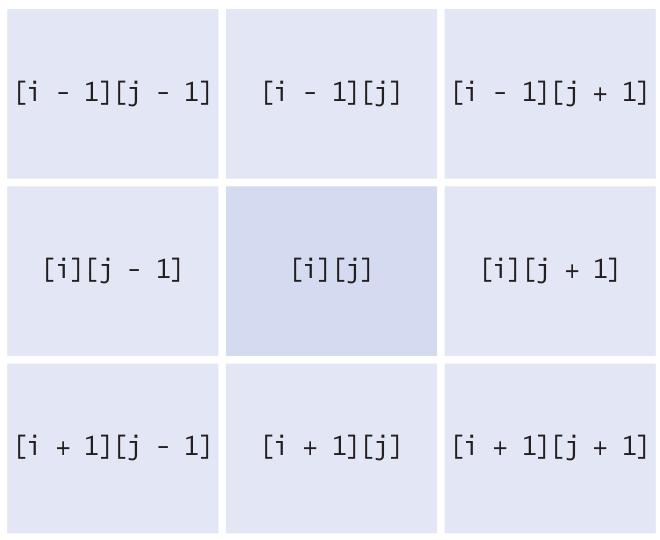 [i - 1][j - 1] [i - 1][j] [i - 1][j + 1]
[i][j - 1] [i][j] [i][j + 1]
[i + 1][j - 1] [i + 1][j] [i + 1][j + 1]